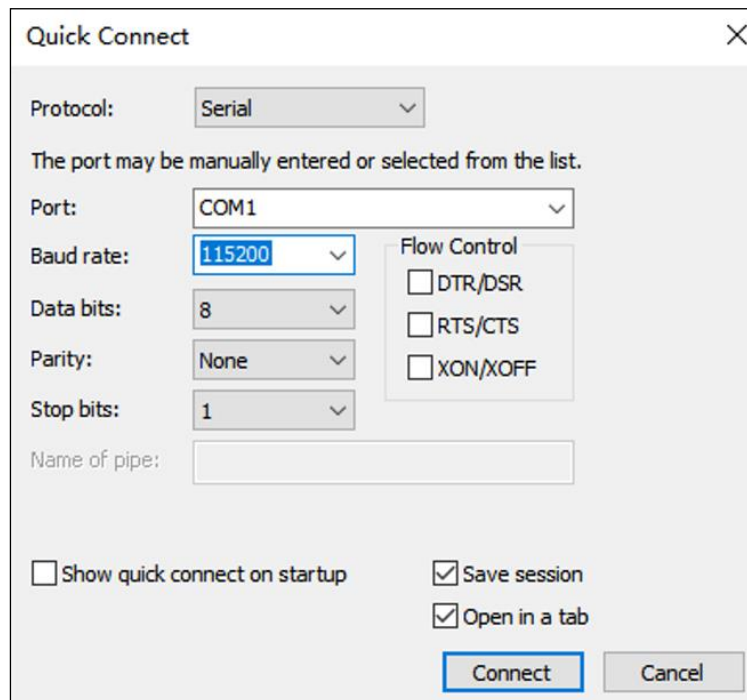 Quick Connect
Protocol: Serial
The port may be manually entered or selected from the list.
Port: COM1
Baud rate: 115200
Flow Control
DTR/DSR
Data bits: 8
RTS/CTS
Parity: None
XON/XOFF
Stop bits: 1
Name of pipe:
Show quick connect on startup
Save session
Open in a tab
Connect
Cancel